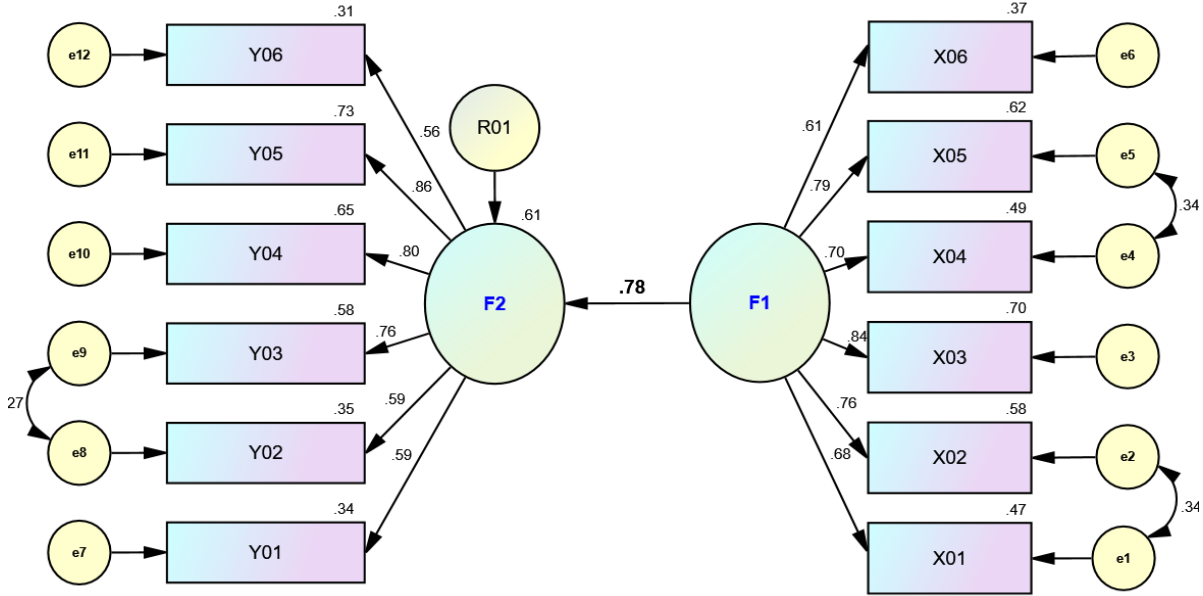 .31
e12
Y06
.73
e11
Y05
.65
e10
Y04
.58
e9
Y03
27
.35
e8
Y02
.34
e7
Y01
.56
.86
.80
.76
.59
.59
R01
.61
F2
.78
F1
.61
.79
.70
.84
.76
.68
.37
X06
e6
.62
X05
e5
.34
.49
X04
e4
.70
X03
e3
.58
X02
e2
.34
.47
X01
e1